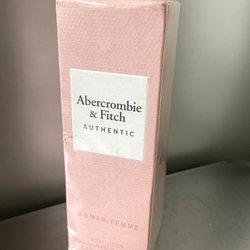 Abercrombie
& Fitch
AUTHENTIC
WOMAN/FEMME